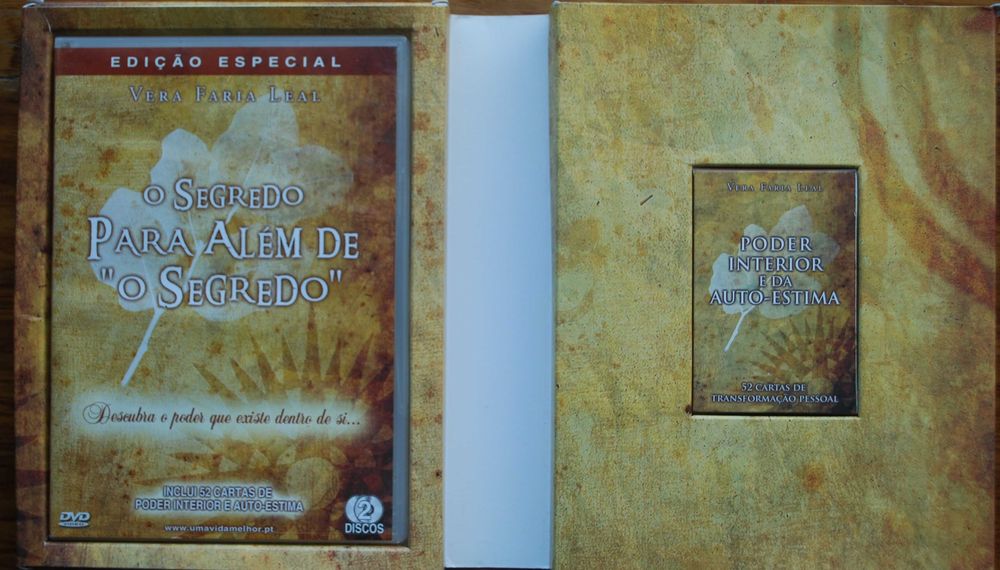 EDIÇÃO ESPECIAL
VERA FARIA LEAL
O SEGREDO
PARA ALÉM DE
"O SEGREDO"
Descubra o poder que existe dentro de si...
INCLUI 52 CARTAS DE
PODER INTERIOR E AUTO-ESTIMA
www.umavidamelhor.pt
DVD
2
DISCOS
VERA FARIA LEAL
PODER
INTERIOR
E DA
AUTO-ESTIMA
52 CARTAS DE
TRANSFORMAÇÃO PESSOAL